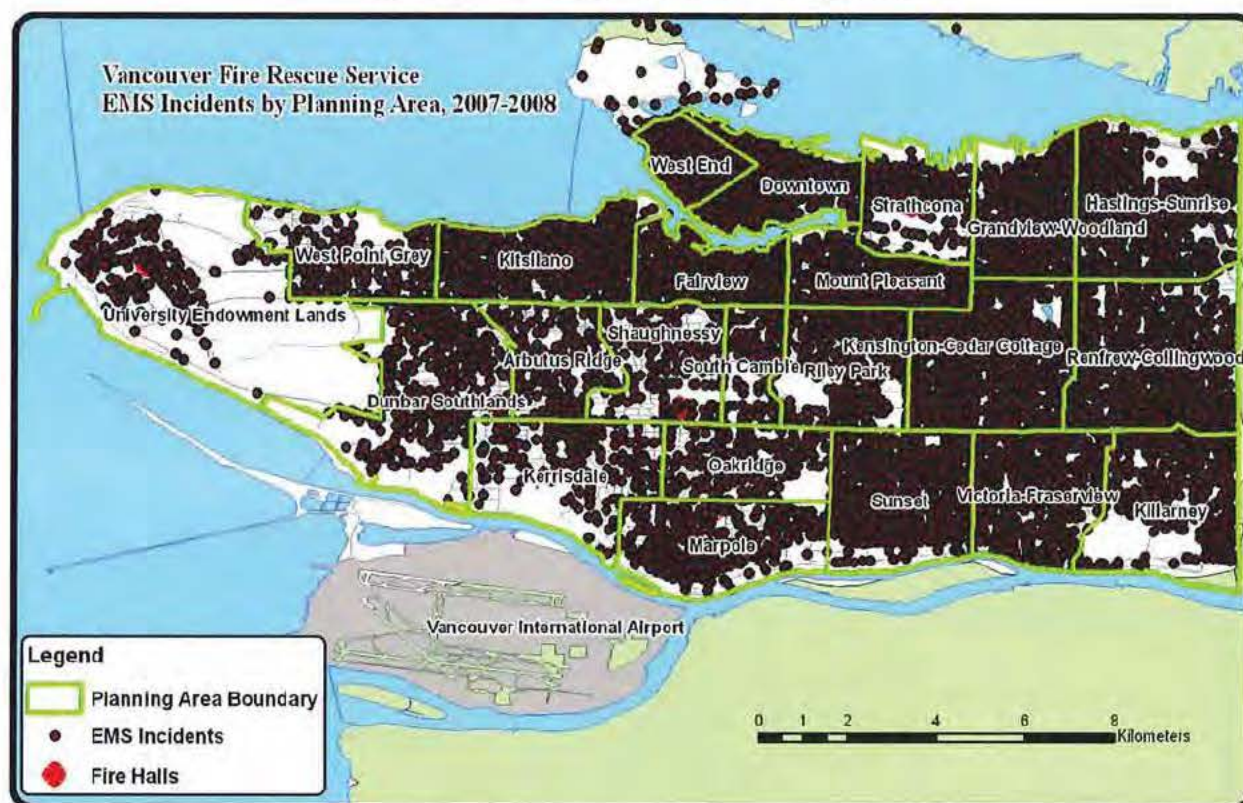 Vancouver Fire Rescue Service
EMS Incidents by Planning Area, 2007-2008
West End
Downtown
Strathcona
Hastings-Sunrise
Grandview-Woodland
West Point Grey
Kitsilano
Fairview
Mount Pleasant
University Endowment Lands
Shaughnessy
Arbutus Ridge
South Cambie
Riley Park
Kensington-Cedar Cottage
Renfrew-Collingwood
Dunbar Southlands
Kerrisdale
Oakridge
Sunset
Victoria-Fraserview
Killarney
Marpole
Vancouver International Airport
Legend
Planning Area Boundary
EMS Incidents
Fire Halls
0 1 2 4 6 8
Kilometers